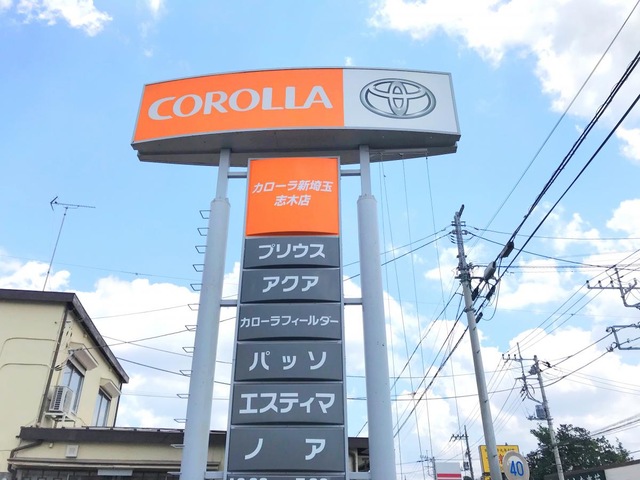 COROLLA
カローラ新埼玉
志木店
プリウス
アクア
カローラフィールダー
パッソ
エスティマ
ノア
40